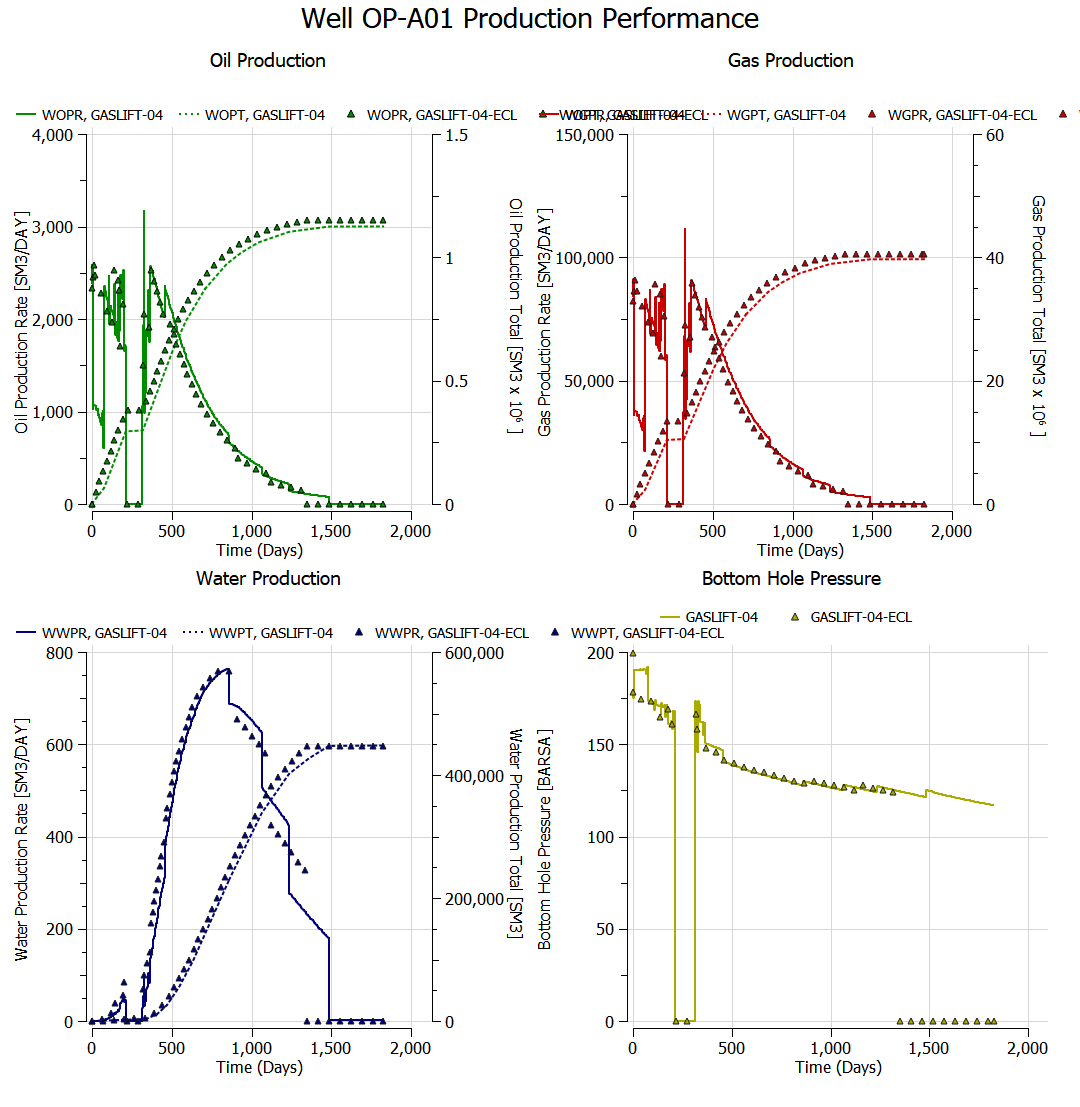 Well OP-A01 Production Performance
Oil Production
WOPR, GASLIFT-04
WOPT, GASLIFT-04
WOPR, GASLIFT-04-ECL
4,000
3,000
2,000
1,000
0
Oil Production Rate [SM3/DAY]
1.5
1
0.5
0
Oil Production Total [SM3 x 10⁶ ]
0 500 1,000 1,500 2,000
Time (Days)
Gas Production
WGPT, GASLIFT-04
WGPR, GASLIFT-04-ECL
150,000
100,000
50,000
0
Gas Production Rate [SM3/DAY]
60
40
20
0
Gas Production Total [SM3 x 10⁶ ]
0 500 1,000 1,500 2,000
Time (Days)
Water Production
WWPR, GASLIFT-04
WWPT, GASLIFT-04
WWPR, GASLIFT-04-ECL
WWPT, GASLIFT-04-ECL
800
600
400
200
0
Water Production Rate [SM3/DAY]
600,000
400,000
200,000
0
Water Production Total [SM3]
0 500 1,000 1,500 2,000
Time (Days)
Bottom Hole Pressure
GASLIFT-04
GASLIFT-04-ECL
200
150
100
50
0
Bottom Hole Pressure [BARSA]
0 500 1,000 1,500 2,000
Time (Days)